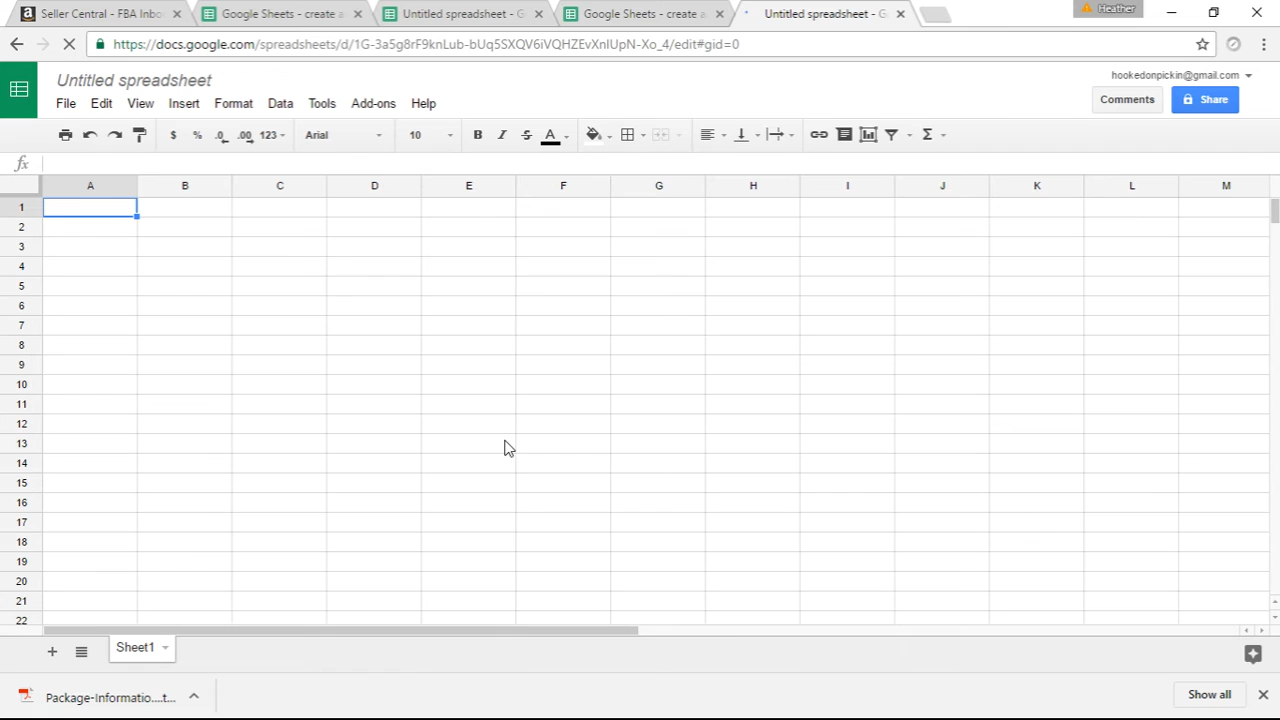 Seller Central - FBA Inbo
Google Sheets - create a
Untitled spreadsheet - G
Google Sheets - create a
Untitled spreadsheet - G
Heather
https://docs.google.com/spreadsheets/d/1G-3a5g8rF9knLub-bUq5SXQV6iVQHZEvXnIUpN-Xo_4/edit#gid=0
Untitled spreadsheet
hookedonpickin@gmail.com
File Edit View Insert Format Data Tools Add-ons Help
Comments Share
$ % .0 .00 123 Arial 10 B I S A Σ
fx
A B C D E F G H I J K L M
1
2
3
4
5
6
7
8
9
10
11
12
13
14
15
16
17
18
19
20
21
22
Sheet1
Package-Informatio....t...
Show all